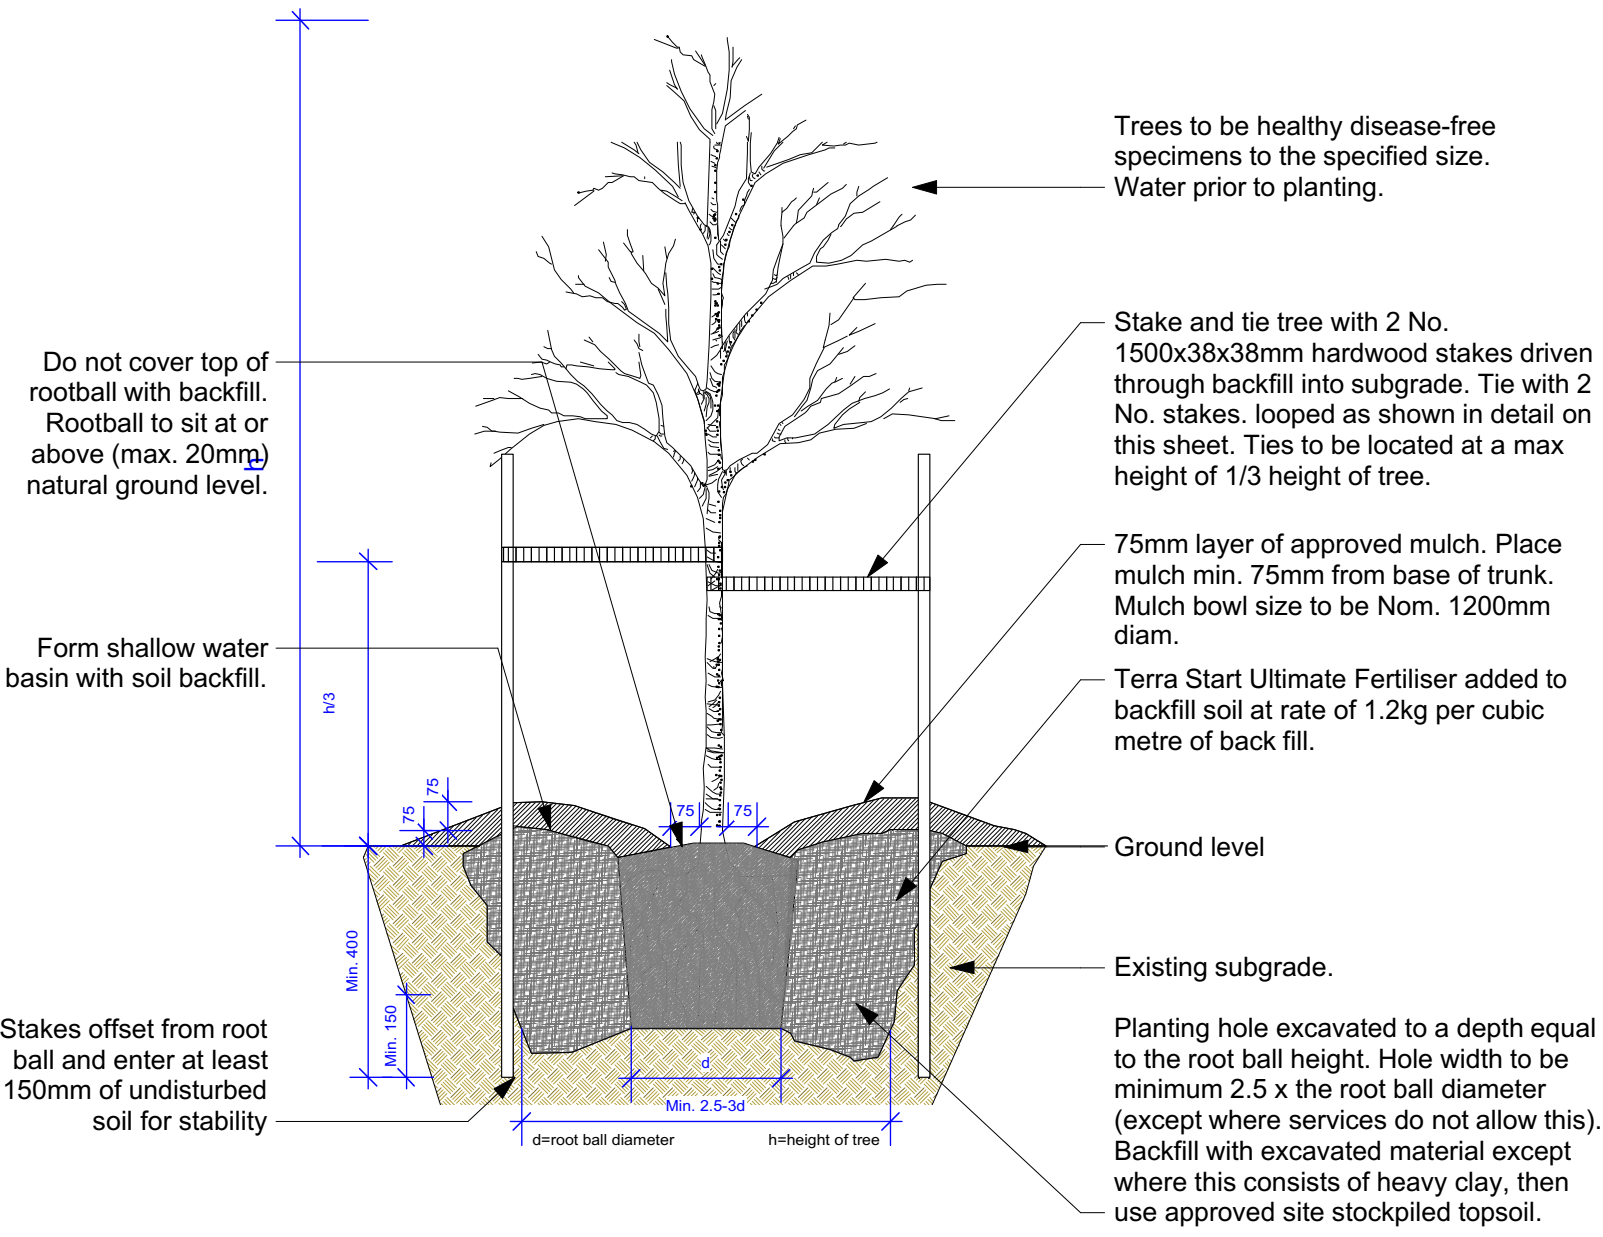 Trees to be healthy disease-free
specimens to the specified size.
Water prior to planting.
Stake and tie tree with 2 No.
1500x38x38mm hardwood stakes driven
through backfill into subgrade. Tie with 2
No. stakes. looped as shown in detail on
this sheet. Ties to be located at a max
height of 1/3 height of tree.
Do not cover top of
rootball with backfill.
Rootball to sit at or
above (max. 20mm)
natural ground level.
h
75mm layer of approved mulch. Place
mulch min. 75mm from base of trunk.
Mulch bowl size to be Nom. 1200mm
diam.
Form shallow water
basin with soil backfill.
h/3
Terra Start Ultimate Fertiliser added to
backfill soil at rate of 1.2kg per cubic
metre of back fill.
75
75
75
75
Ground level
Min. 400
Existing subgrade.
Min. 150
Stakes offset from root
ball and enter at least
150mm of undisturbed
soil for stability
d
Min. 2.5-3d
d=root ball diameter
h=height of tree
Planting hole excavated to a depth equal
to the root ball height. Hole width to be
minimum 2.5 x the root ball diameter
(except where services do not allow this).
Backfill with excavated material except
where this consists of heavy clay, then
use approved site stockpiled topsoil.